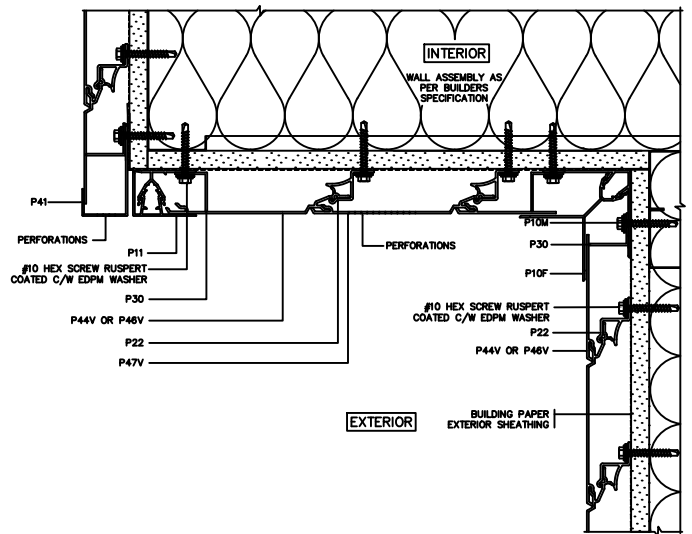 INTERIOR
WALL ASSEMBLY AS
PER BUILDERS
SPECIFICATION
P41
PERFORATIONS
P11
#10 HEX SCREW RUSPERT
COATED C/W EDPM WASHER
P30
P44V OR P46V
P22
P47V
PERFORATIONS
P10M
P30
P10F
#10 HEX SCREW RUSPERT
COATED C/W EDPM WASHER
P22
P44V OR P46V
EXTERIOR
BUILDING PAPER
EXTERIOR SHEATHING